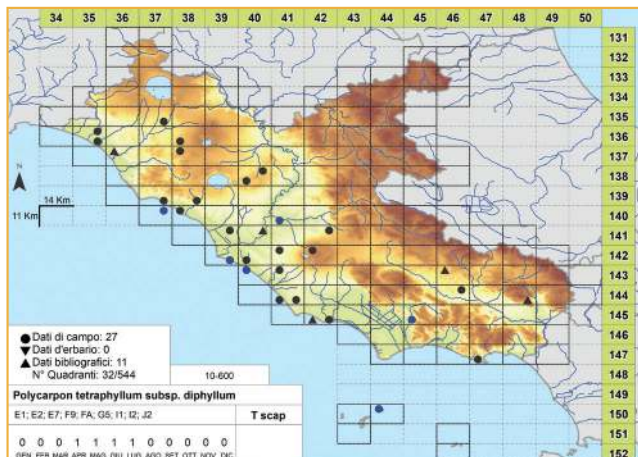 34 35 36 37 38 39 40 41 42 43 44 45 46 47 48 49 50
131
132
133
134
135
136
137
138
139
140
141
142
143
144
145
146
147
148
149
150
151
152
N
14 Km
11 Km
Dati di campo: 27
Dati d'erbario: 0
Dati bibliografici: 11
N° Quadranti: 32/544
10-600
Polycarpon tetraphyllum subsp. diphyllum
E1; E2; E7; F9; FA; G5; I1; I2; J2
T scap
0 0 0 1 1 1 1 0 0 0 0 0
GEN FEB MAR APR MAG GIU LUG AGO SET OTT NOV DIC